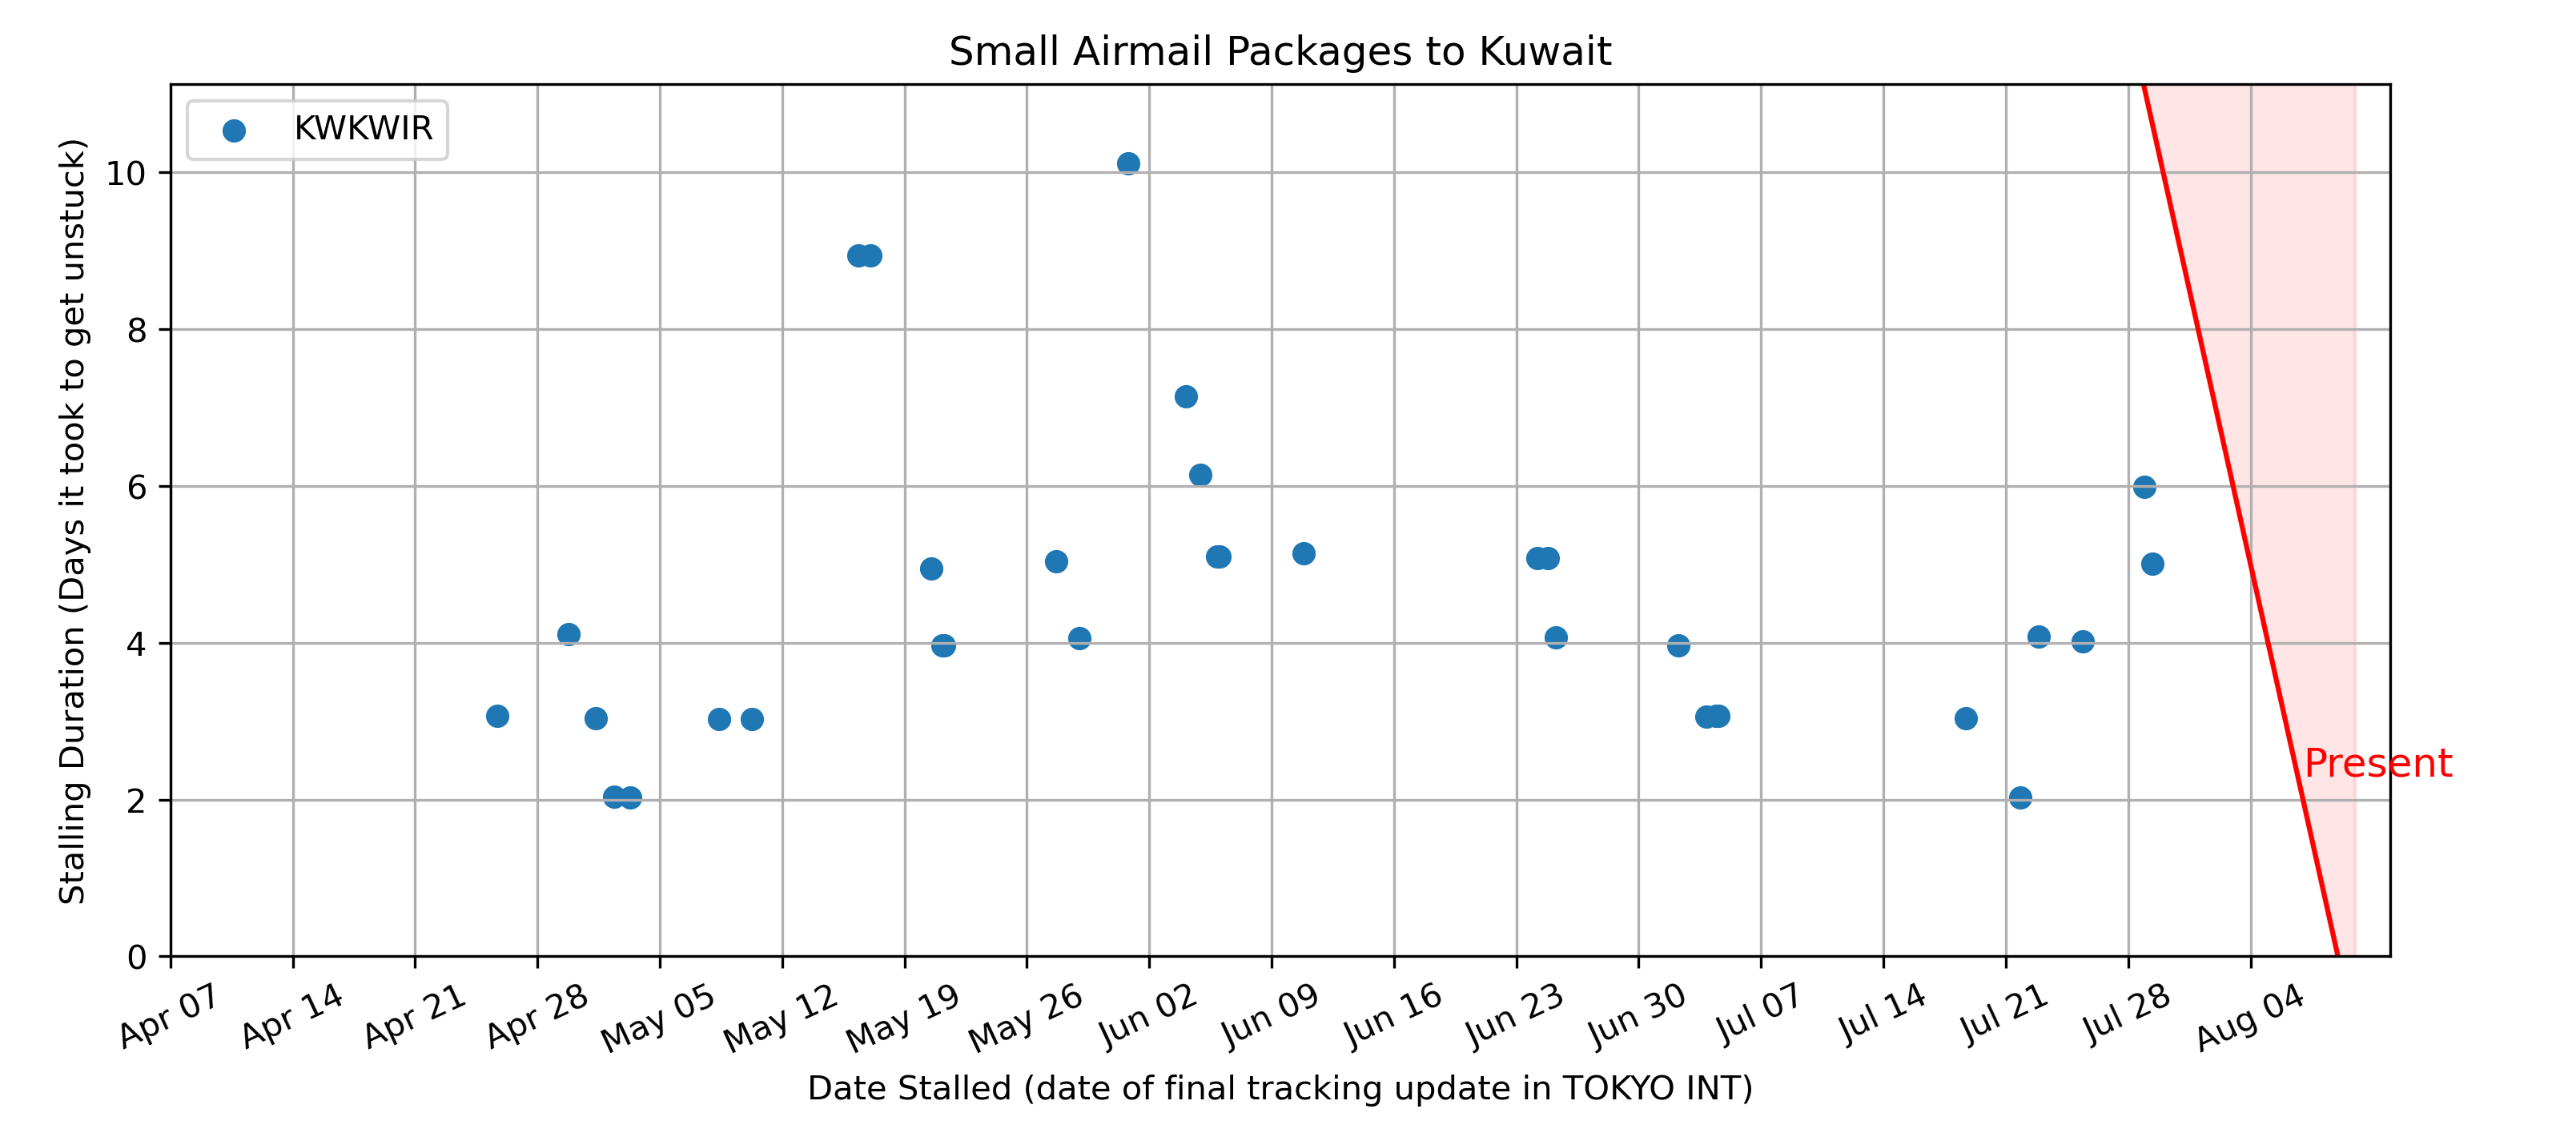 Small Airmail Packages to Kuwait
KWKWIR
Stalling Duration (Days it took to get unstuck)
10
8
6
4
2
0
Present
Apr 07
Apr 14
Apr 21
Apr 28
May 05
May 12
May 19
May 26
Jun 02
Jun 09
Jun 16
Jun 23
Jun 30
Jul 07
Jul 14
Jul 21
Jul 28
Aug 04
Date Stalled (date of final tracking update in TOKYO INT)